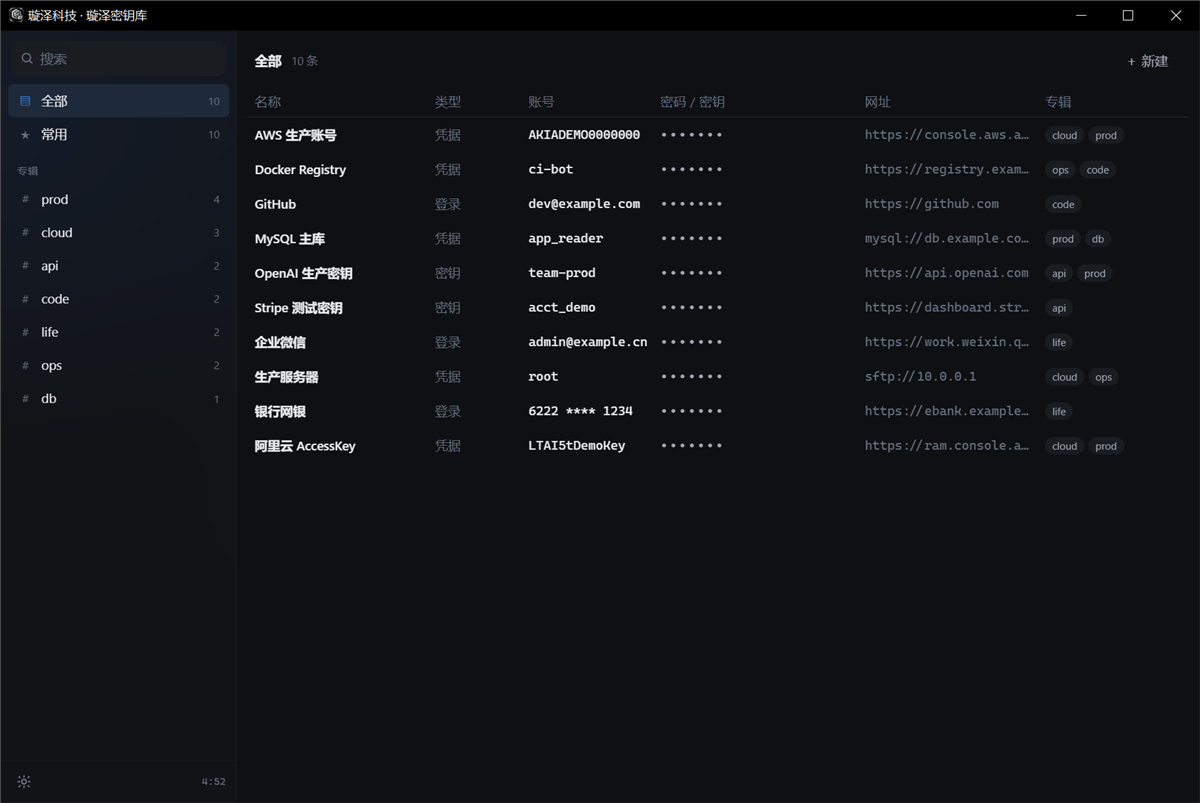 璇泽科技 · 璇泽密钥库
搜索
全部 10
常用 10
专辑
# prod 4
# cloud 3
# api 2
# code 2
# life 2
# ops 2
# db 1
4:52
全部 10 条
+ 新建
名称 类型 账号 密码 / 密钥 网址 专辑
AWS 生产账号 凭据 AKIADEMO0000000 ••••••• https://console.aws.a… cloud prod
Docker Registry 凭据 ci-bot ••••••• https://registry.exam… ops code
GitHub 登录 dev@example.com ••••••• https://github.com code
MySQL 主库 凭据 app_reader ••••••• mysql://db.example.co… prod db
OpenAI 生产密钥 密钥 team-prod ••••••• https://api.openai.com api prod
Stripe 测试密钥 密钥 acct_demo ••••••• https://dashboard.str… api
企业微信 登录 admin@example.cn ••••••• https://work.weixin.q… life
生产服务器 凭据 root ••••••• sftp://10.0.0.1 cloud ops
银行网银 登录 6222 **** 1234 ••••••• https://ebank.example… life
阿里云 AccessKey 凭据 LTAI5tDemoKey ••••••• https://ram.console.a… cloud prod